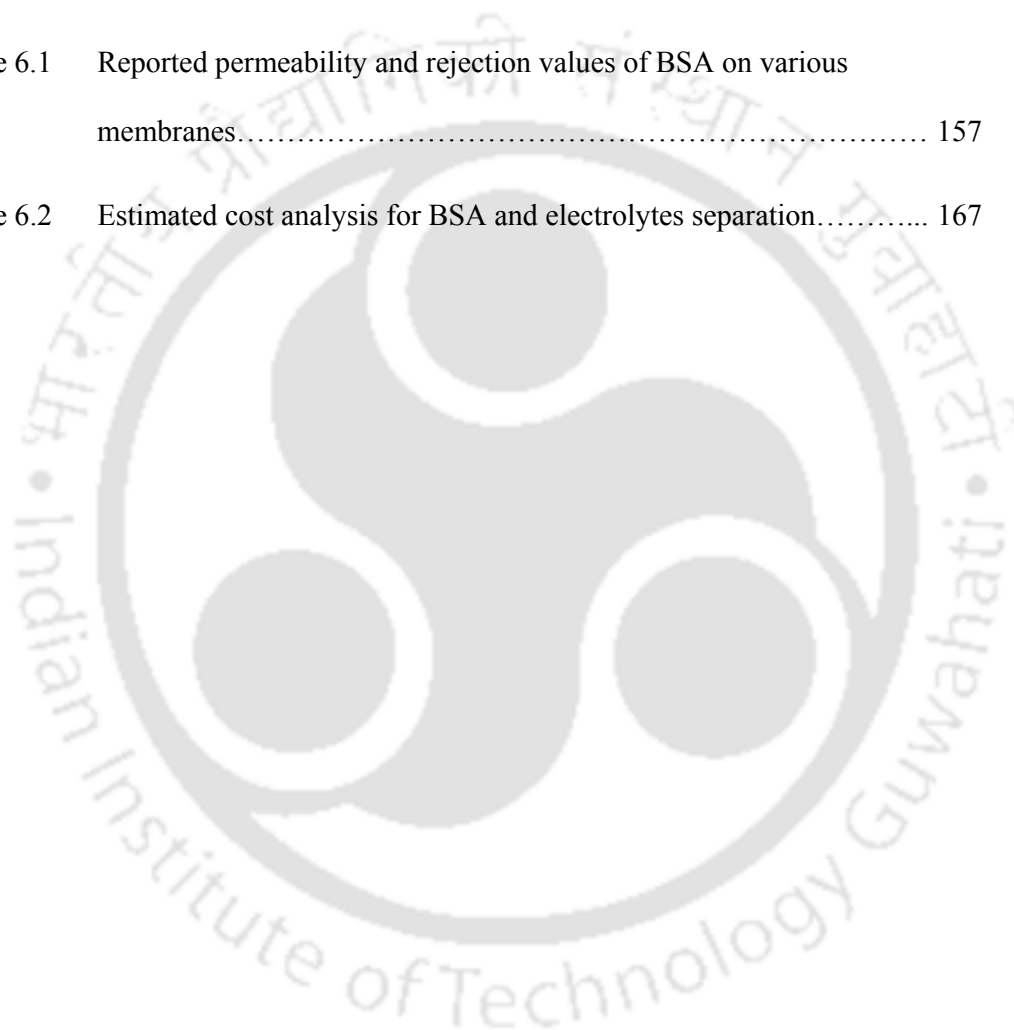 e 6.1 Reported permeability and rejection values of BSA on various
membranes…………………………………………………………… 157
e 6.2 Estimated cost analysis for BSA and electrolytes separation………... 167
भारतीय प्रौद्योगिकी संस्थान गुवाहाटी
• Indian Institute of Technology Guwahati •